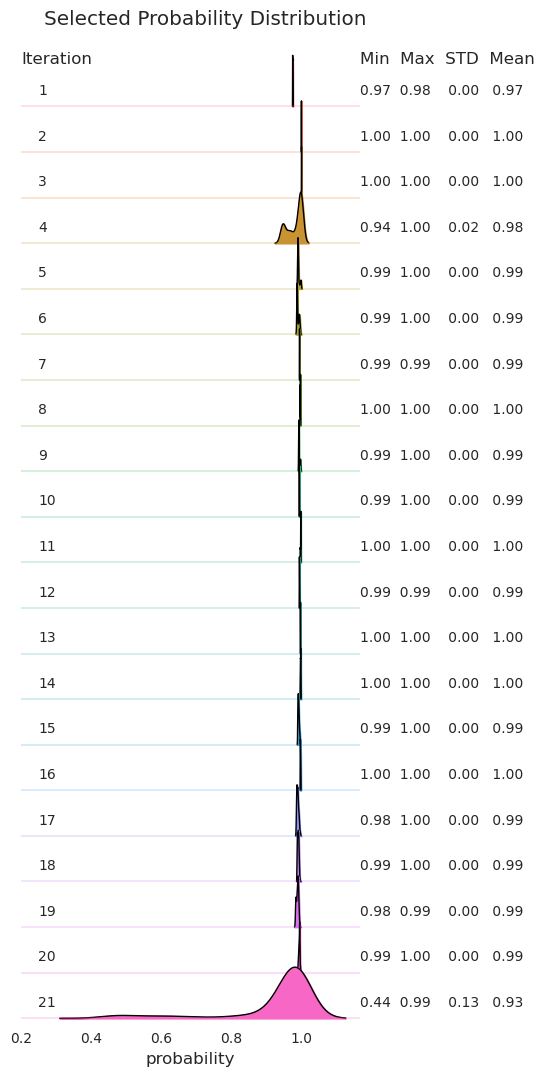 Selected Probability Distribution
Iteration Min Max STD Mean
1 0.97 0.98 0.00 0.97
2 1.00 1.00 0.00 1.00
3 1.00 1.00 0.00 1.00
4 0.94 1.00 0.02 0.98
5 0.99 1.00 0.00 0.99
6 0.99 1.00 0.00 0.99
7 0.99 0.99 0.00 0.99
8 1.00 1.00 0.00 1.00
9 0.99 1.00 0.00 0.99
10 0.99 1.00 0.00 0.99
11 1.00 1.00 0.00 1.00
12 0.99 0.99 0.00 0.99
13 1.00 1.00 0.00 1.00
14 1.00 1.00 0.00 1.00
15 0.99 1.00 0.00 0.99
16 1.00 1.00 0.00 1.00
17 0.98 1.00 0.00 0.99
18 0.99 1.00 0.00 0.99
19 0.98 0.99 0.00 0.99
20 0.99 1.00 0.00 0.99
21 0.44 0.99 0.13 0.93
0.2 0.4 0.6 0.8 1.0
probability